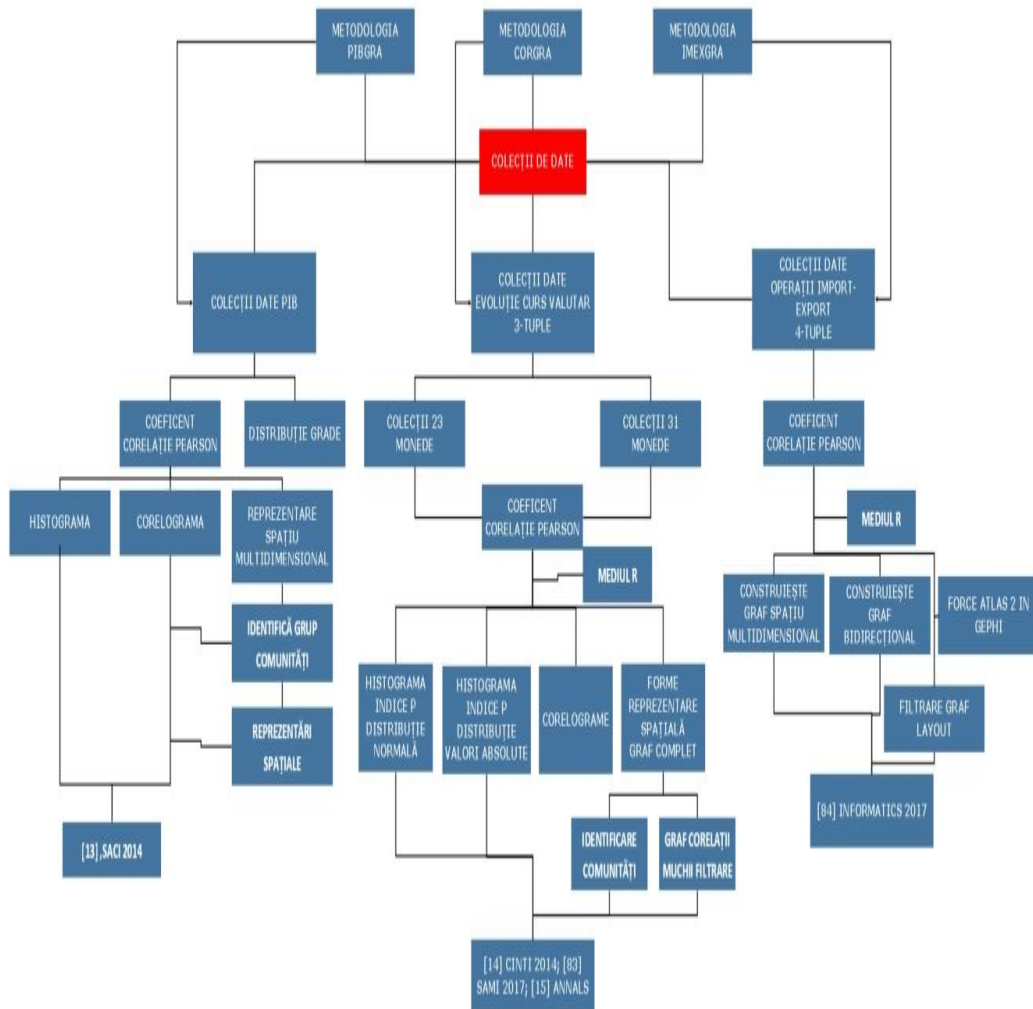 METODOLOGIA
PIBGRA
METODOLOGIA
CORGRA
METODOLOGIA
IMEXGRA
COLECȚII DE DATE
COLECȚII DATE PIB
COLECȚII DATE
EVOLUȚIE CURS VALUTAR
3-TUPLE
COLECȚII DATE
OPERAȚII IMPORT-
EXPORT
4-TUPLE
COEFICENT
CORELAȚIE PEARSON
DISTRIBUȚIE GRADE
COLECȚII 23
MONEDE
COLECȚII 31
MONEDE
COEFICENT
CORELAȚIE PEARSON
HISTOGRAMA
CORELOGRAMA
REPREZENTARE
SPAȚIU
MULTIDIMENSIONAL
COEFICENT
CORELAȚIE PEARSON
MEDIUL R
MEDIUL R
IDENTIFICĂ GRUP
COMUNITĂȚI
REPREZENTĂRI
SPAȚIALE
CONSTRUIEȘTE
GRAF SPAȚIU
MULTIDIMENSIONAL
CONSTRUIEȘTE
GRAF
BIDIRECȚIONAL
FORCE ATLAS 2 IN
GEPHI
HISTOGRAMA
INDICE P
DISTRIBUȚIE
NORMALĂ
HISTOGRAMA
INDICE P
DISTRIBUȚIE
VALORI ABSOLUTE
CORELOGRAME
FORME
REPREZENTARE
SPAȚIALĂ
GRAF COMPLET
FILTRARE GRAF
LAYOUT
[84] INFORMATICS 2017
[13],SACI 2014
IDENTIFICARE
COMUNITĂȚI
GRAF CORELAȚII
MUCHII FILTRARE
[14] CINTI 2014; [83]
SAMI 2017; [15] ANNALS